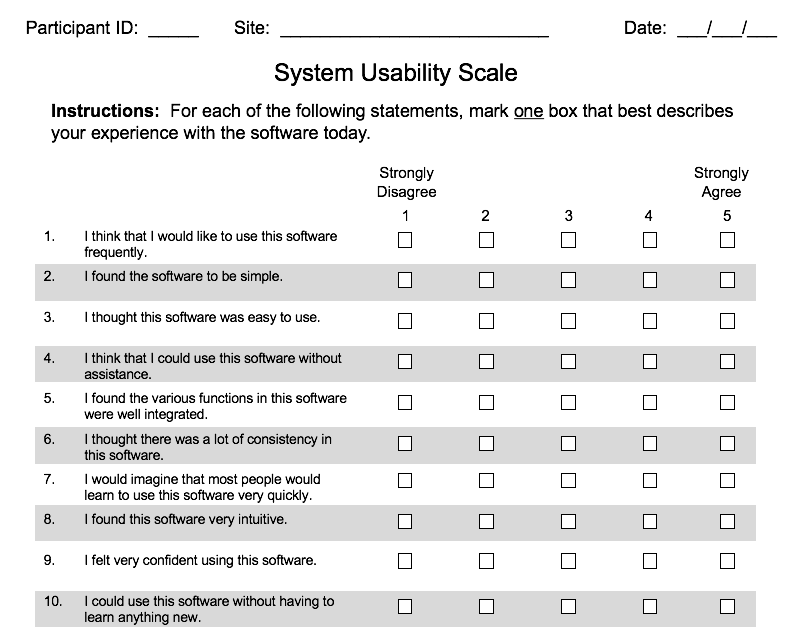 Participant ID: _____ Site: ___________________________ Date: ___/___/___
System Usability Scale
Instructions: For each of the following statements, mark one box that best describes
your experience with the software today.
Strongly Strongly
Disagree Agree
1 2 3 4 5
1. I think that I would like to use this software
frequently.
2. I found the software to be simple.
3. I thought this software was easy to use.
4. I think that I could use this software without
assistance.
5. I found the various functions in this software
were well integrated.
6. I thought there was a lot of consistency in
this software.
7. I would imagine that most people would
learn to use this software very quickly.
8. I found this software very intuitive.
9. I felt very confident using this software.
10. I could use this software without having to
learn anything new.